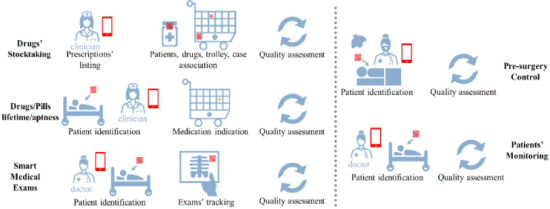 Drugs'
Stocktaking
clinician
Prescriptions'
listing
Patients, drugs, trolley, case
association
Quality assessment
Drugs/Pills
lifetime/aptness
clinician
Patient identification
Medication indication
Quality assessment
Smart
Medical
Exams
doctor
Patient identification
Exams' tracking
Quality assessment
Patient identification
Quality assessment
Pre-surgery
Control
doctor
Patient identification
Quality assessment
Patients'
Monitoring